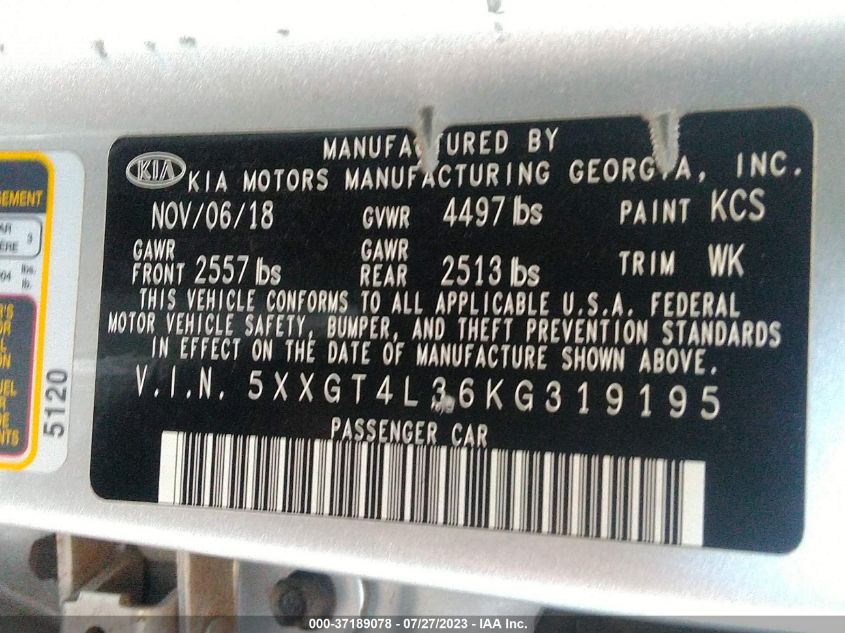 MANUFACTURED BY
KIA KIA MOTORS MANUFACTURING GEORGIA, INC.
NOV/06/18 GVWR 4497 lbs PAINT KCS
GAWR FRONT 2557 lbs GAWR REAR 2513 lbs TRIM WK
THIS VEHICLE CONFORMS TO ALL APPLICABLE U.S.A. FEDERAL
MOTOR VEHICLE SAFETY, BUMPER, AND THEFT PREVENTION STANDARDS
IN EFFECT ON THE DATE OF MANUFACTURE SHOWN ABOVE.
V.I.N. 5XXGT4L36KG319195
PASSENGER CAR
5120
000-37189078 - 07/27/2023 - IAA Inc.